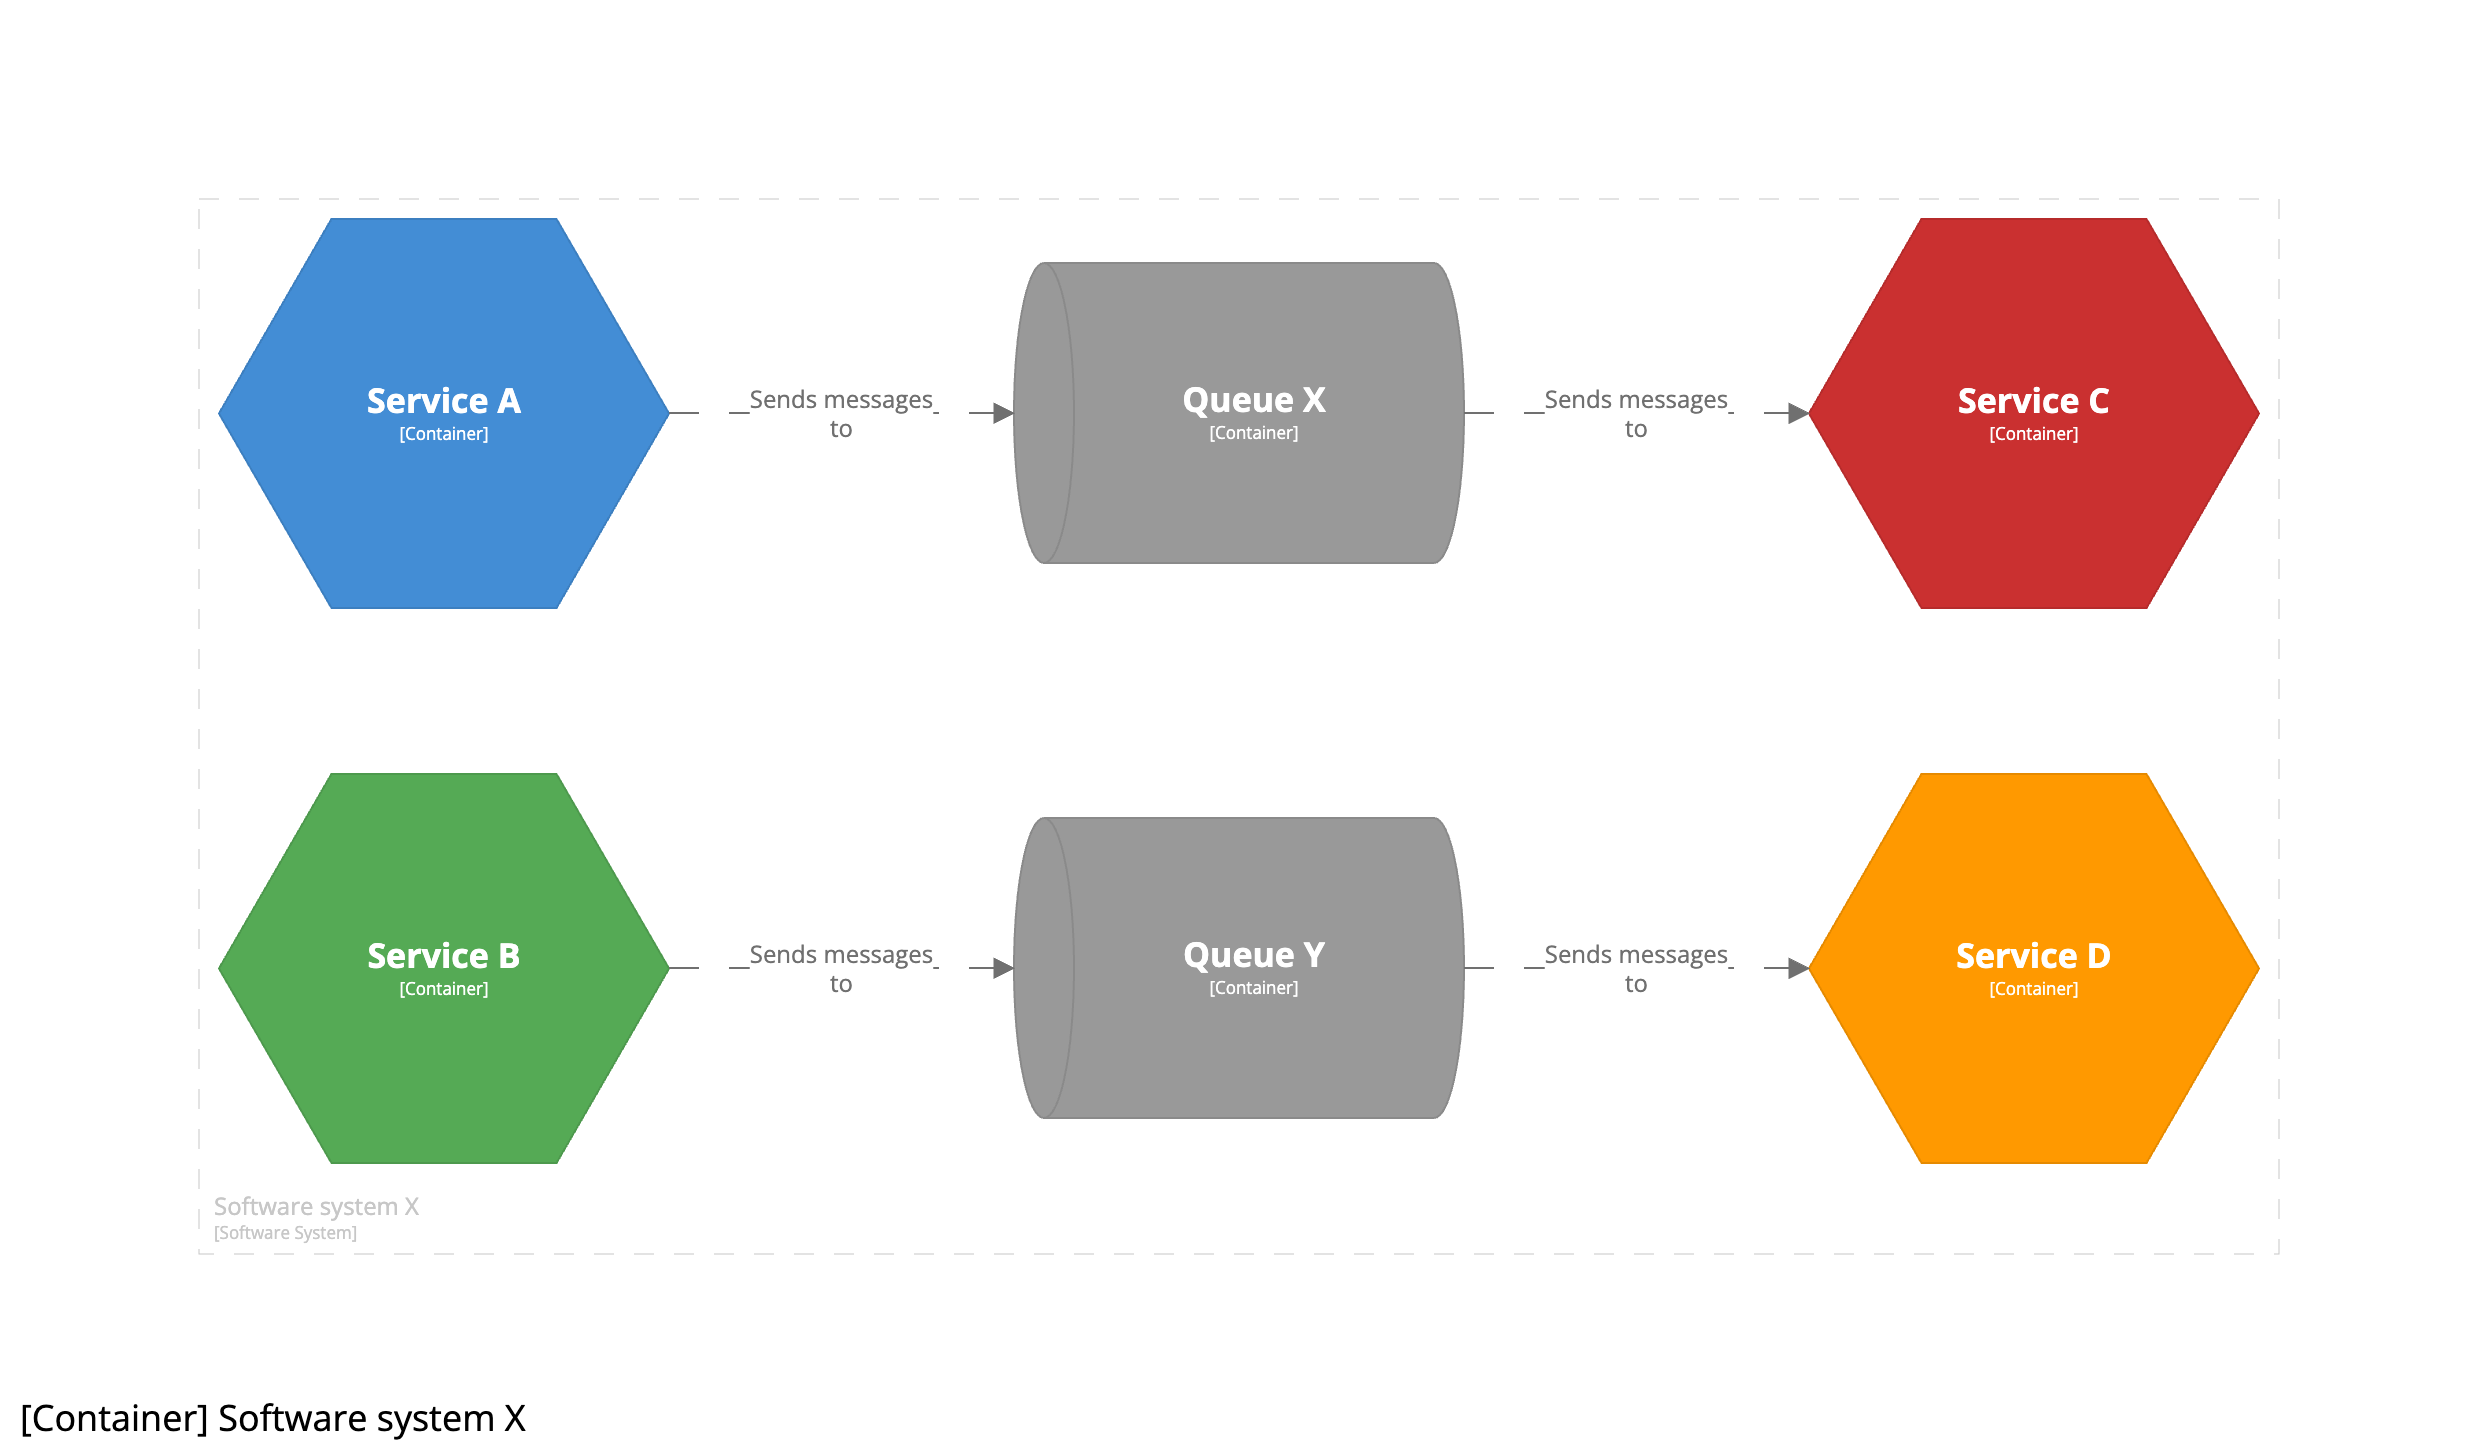 Service A
[Container]
Sends messages
to
Queue X
[Container]
Sends messages
to
Service C
[Container]
Service B
[Container]
Sends messages
to
Queue Y
[Container]
Sends messages
to
Service D
[Container]
Software system X
[Software System]
[Container] Software system X